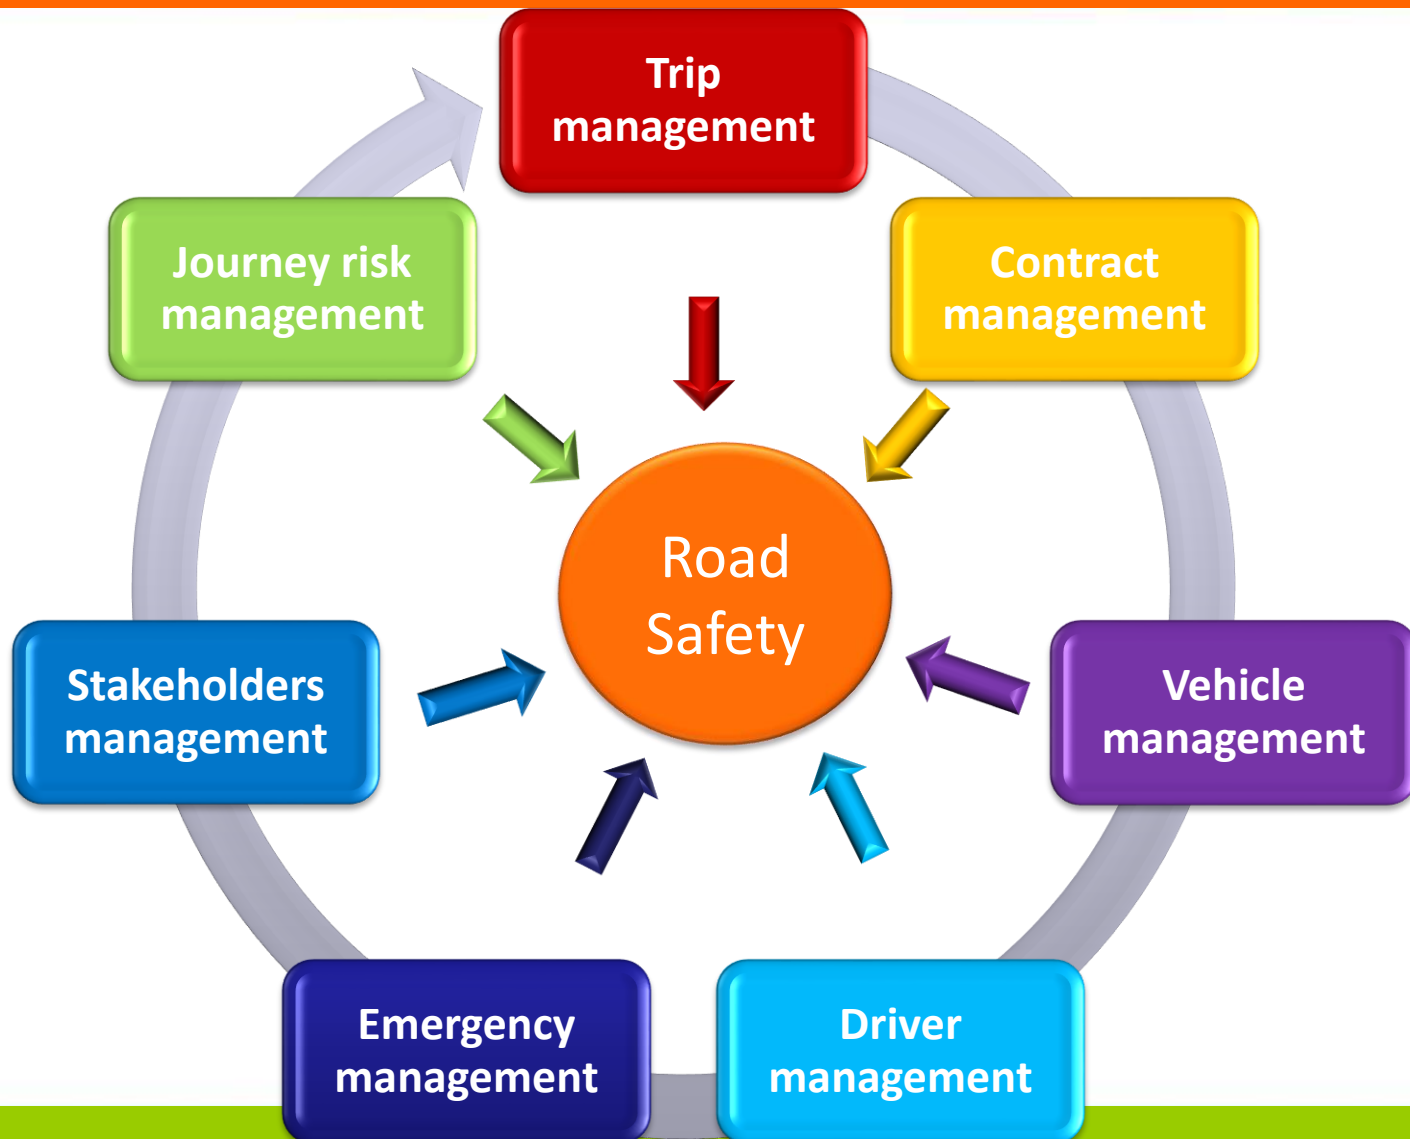 Trip
management
Journey risk
management
Contract
management
Road
Safety
Stakeholders
management
Vehicle
management
Emergency
management
Driver
management